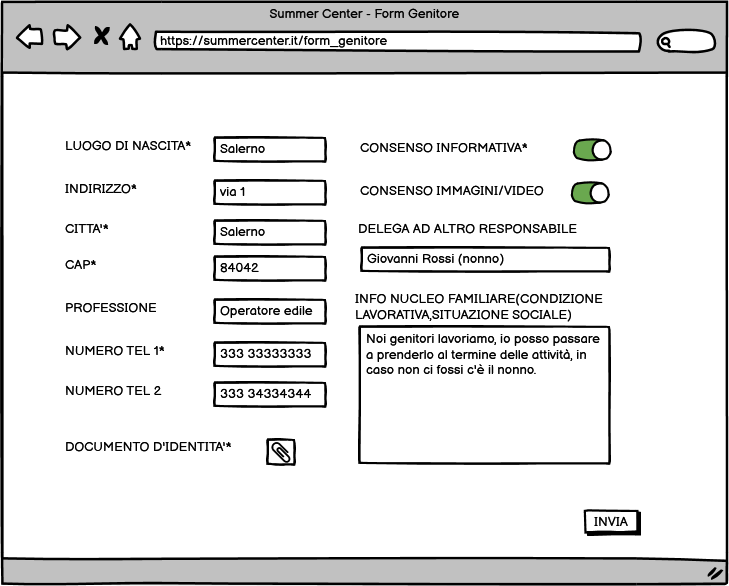 Summer Center - Form Genitore
https://summercenter.it/form_genitore
LUOGO DI NASCITA*
Salerno
INDIRIZZO*
via 1
CITTA'*
Salerno
CAP*
84042
PROFESSIONE
Operatore edile
NUMERO TEL 1*
333 33333333
NUMERO TEL 2
333 34334344
DOCUMENTO D'IDENTITA'*
CONSENSO INFORMATIVA*
CONSENSO IMMAGINI/VIDEO
DELEGA AD ALTRO RESPONSABILE
Giovanni Rossi (nonno)
INFO NUCLEO FAMILIARE(CONDIZIONE
LAVORATIVA,SITUAZIONE SOCIALE)
Noi genitori lavoriamo, io posso passare
a prenderlo al termine delle attività, in
caso non ci fossi c'è il nonno.
INVIA